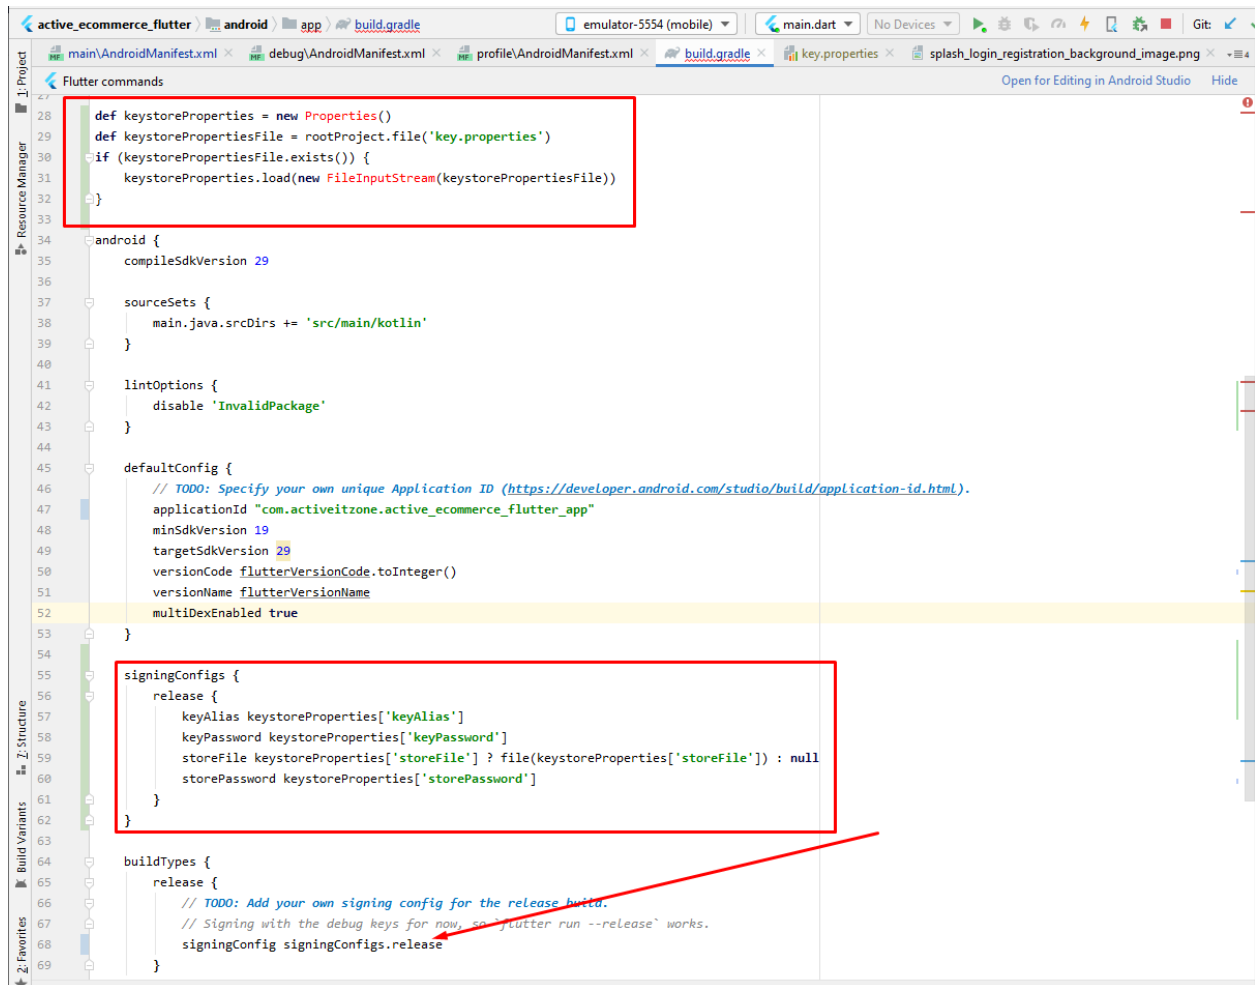 active_ecommerce_flutter android app build.gradle emulator-5554 (mobile) main.dart No Devices Git:
main\AndroidManifest.xml debug\AndroidManifest.xml profile\AndroidManifest.xml build.gradle key.properties splash_login_registration_background_image.png 4
Flutter commands Open for Editing in Android Studio Hide
1: Project
Resource Manager
7: Structure
Build Variants
2: Favorites
27
28 def keystoreProperties = new Properties()
29 def keystorePropertiesFile = rootProject.file('key.properties')
30 if (keystorePropertiesFile.exists()) {
31 keystoreProperties.load(new FileInputStream(keystorePropertiesFile))
32 }
33
34 android {
35 compileSdkVersion 29
36
37 sourceSets {
38 main.java.srcDirs += 'src/main/kotlin'
39 }
40
41 lintOptions {
42 disable 'InvalidPackage'
43 }
44
45 defaultConfig {
46 // TODO: Specify your own unique Application ID (https://developer.android.com/studio/build/application-id.html).
47 applicationId "com.activeitzone.active_ecommerce_flutter_app"
48 minSdkVersion 19
49 targetSdkVersion 29
50 versionCode flutterVersionCode.toInteger()
51 versionName flutterVersionName
52 multiDexEnabled true
53 }
54
55 signingConfigs {
56 release {
57 keyAlias keystoreProperties['keyAlias']
58 keyPassword keystoreProperties['keyPassword']
59 storeFile keystoreProperties['storeFile'] ? file(keystoreProperties['storeFile']) : null
60 storePassword keystoreProperties['storePassword']
61 }
62 }
63
64 buildTypes {
65 release {
66 // TODO: Add your own signing config for the release build.
67 // Signing with the debug keys for now, so `flutter run --release` works.
68 signingConfig signingConfigs.release
69 }